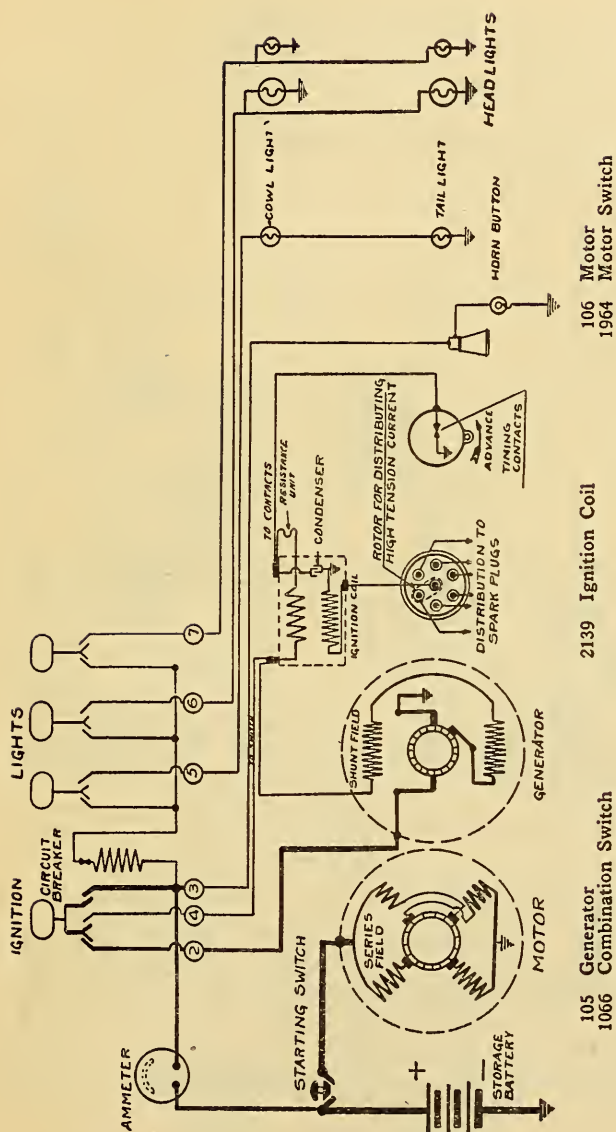 IGNITION
LIGHTS
CIRCUIT
BREAKER
AMMETER
2
4
3
5
6
7
COWL LIGHT
TAIL LIGHT
HEAD LIGHTS
HORN BUTTON
TO CONTACTS
RESISTANCE
UNIT
CONDENSER
IGNITION COIL
ROTOR FOR DISTRIBUTING
HIGH TENSION CURRENT
DISTRIBUTION TO
SPARK PLUGS
ADVANCE
TIMING
CONTACTS
SHUNT FIELD
GENERATOR
SERIES
FIELD
MOTOR
STARTING SWITCH
+
−
STORAGE
BATTERY
105 Generator
1066 Combination Switch
2139 Ignition Coil
106 Motor
1964 Motor Switch